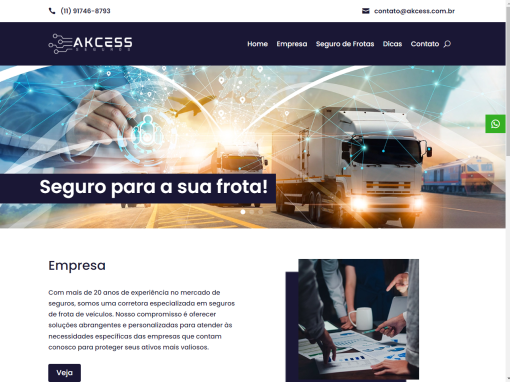 (11) 91746-8793
contato@akcess.com.br
AKCESS
SEGUROS
Home Empresa Seguro de Frotas Dicas Contato
Seguro para a sua frota!
Empresa
Com mais de 20 anos de experiência no mercado de
seguros, somos uma corretora especializada em seguros
de frota de veículos. Nosso compromisso é oferecer
soluções abrangentes e personalizadas para atender às
necessidades específicas das empresas que contam
conosco para proteger seus ativos mais valiosos.
Veja